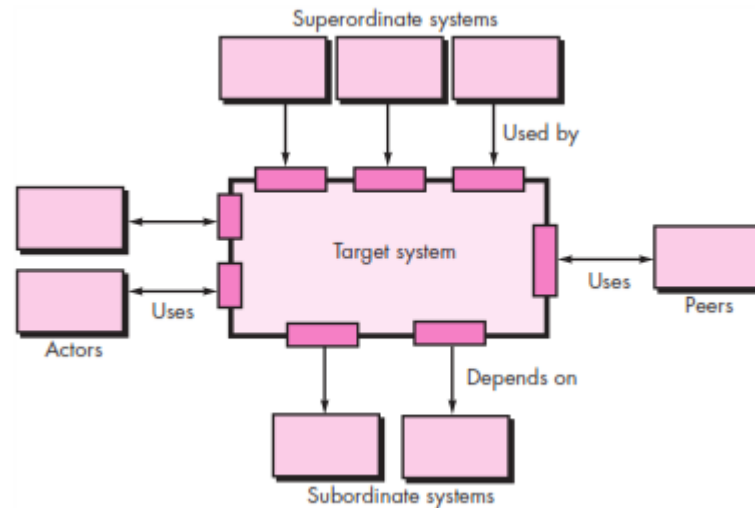 Superordinate systems
Used by
Target system
Uses
Uses
Peers
Actors
Depends on
Subordinate systems